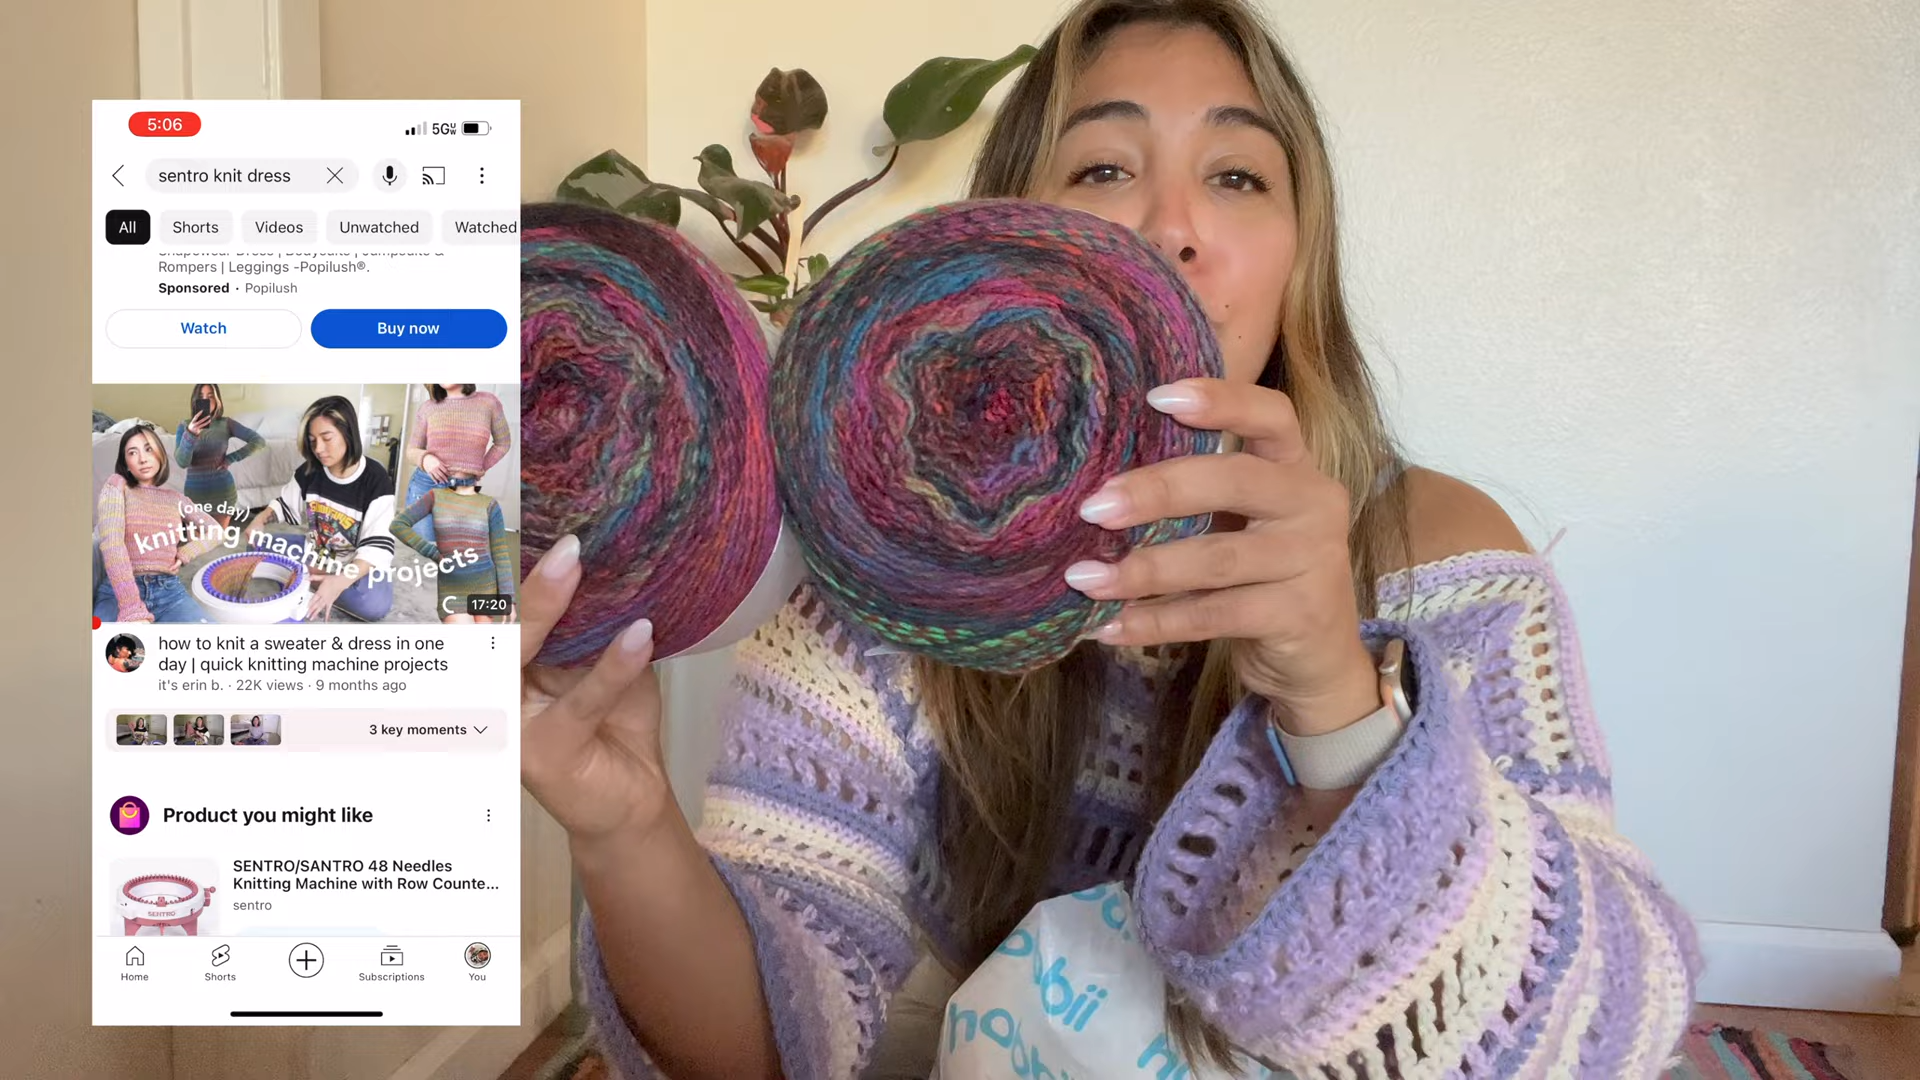 5:06
5G
sentro knit dress
All
Shorts
Videos
Unwatched
Watched
Rompers | Leggings -Popilush®.
Sponsored · Popilush
Watch
Buy now
(one day)
knitting machine projects
17:20
how to knit a sweater & dress in one
day | quick knitting machine projects
it's erin b. · 22K views · 9 months ago
3 key moments
Product you might like
SENTRO/SANTRO 48 Needles
Knitting Machine with Row Counte...
sentro
SENTRO
Home
Shorts
Subscriptions
You
hobbii